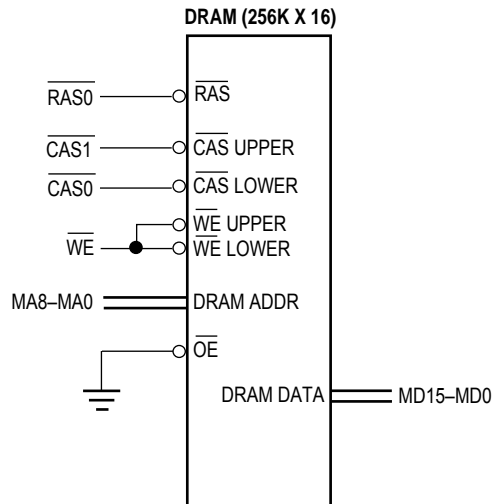 DRAM (256K X 16)
RAS0 RAS
CAS1 CAS UPPER
CAS0 CAS LOWER
WE UPPER
WE WE LOWER
MA8–MA0 DRAM ADDR
OE
DRAM DATA MD15–MD0